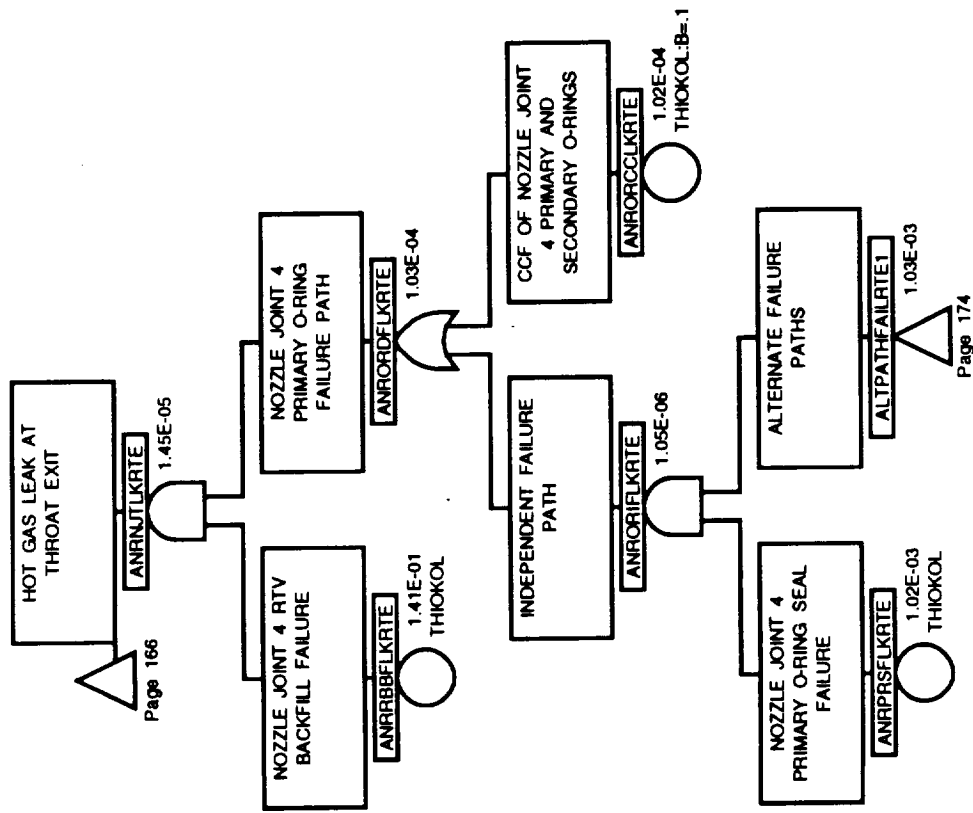 HOT GAS LEAK AT
THROAT EXIT
ANRNJTLKRTE
1.45E-05
Page 166
NOZZLE JOINT 4 RTV
BACKFILL FAILURE
ANRRBBFLKRTE
1.41E-01
THIOKOL
NOZZLE JOINT 4
PRIMARY O-RING
FAILURE PATH
ANRORDFLKRTE
1.03E-04
INDEPENDENT FAILURE
PATH
ANRORIFLKRTE
1.05E-06
CCF OF NOZZLE JOINT
4 PRIMARY AND
SECONDARY O-RINGS
ANRORCCLKRTE
1.02E-04
THIOKOL:B=.1
NOZZLE JOINT 4
PRIMARY O-RING SEAL
FAILURE
ANRPRSFLKRTE
1.02E-03
THIOKOL
ALTERNATE FAILURE
PATHS
ALTPATHFAILRTE1
1.03E-03
Page 174